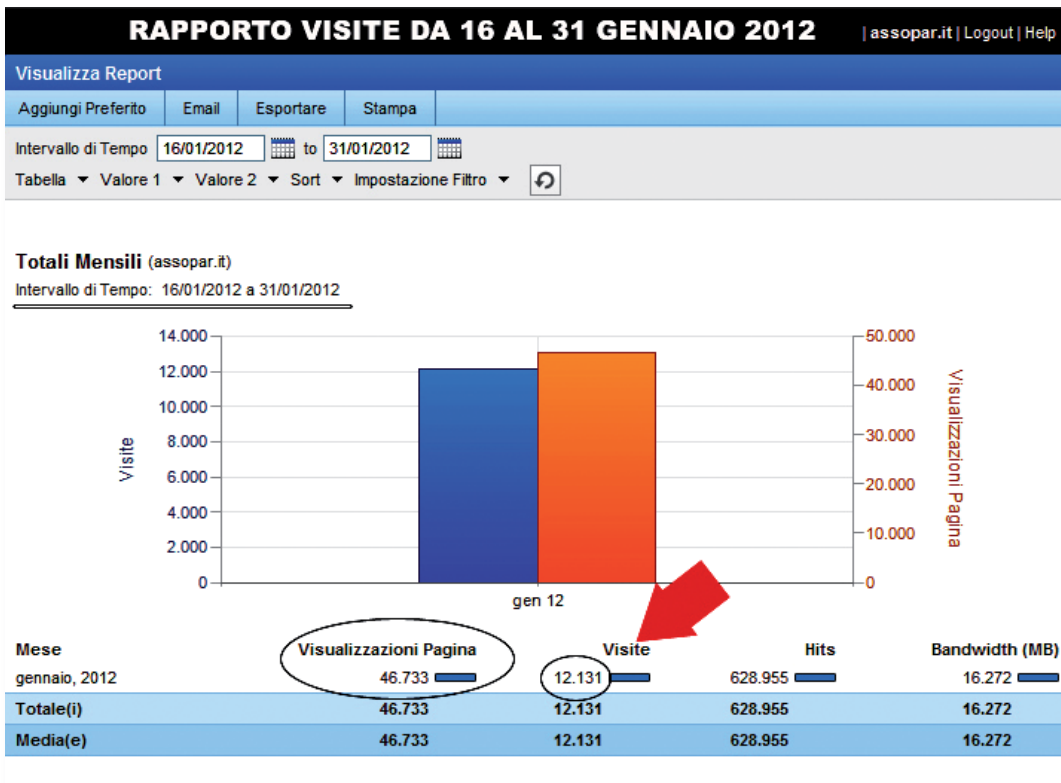 RAPPORTO VISITE DA 16 AL 31 GENNAIO 2012 | assopar.it | Logout | Help
Visualizza Report
Aggiungi Preferito Email Esportare Stampa
Intervallo di Tempo 16/01/2012 to 31/01/2012
Tabella Valore 1 Valore 2 Sort Impostazione Filtro
Totali Mensili (assopar.it)
Intervallo di Tempo: 16/01/2012 a 31/01/2012
14.000 50.000
12.000
40.000
10.000
8.000 30.000
6.000
20.000
4.000
10.000
2.000
0 0
Visite
Visualizzazioni Pagina
gen 12
Mese Visualizzazioni Pagina Visite Hits Bandwidth (MB)
gennaio, 2012 46.733 12.131 628.955 16.272
Totale(i) 46.733 12.131 628.955 16.272
Media(e) 46.733 12.131 628.955 16.272